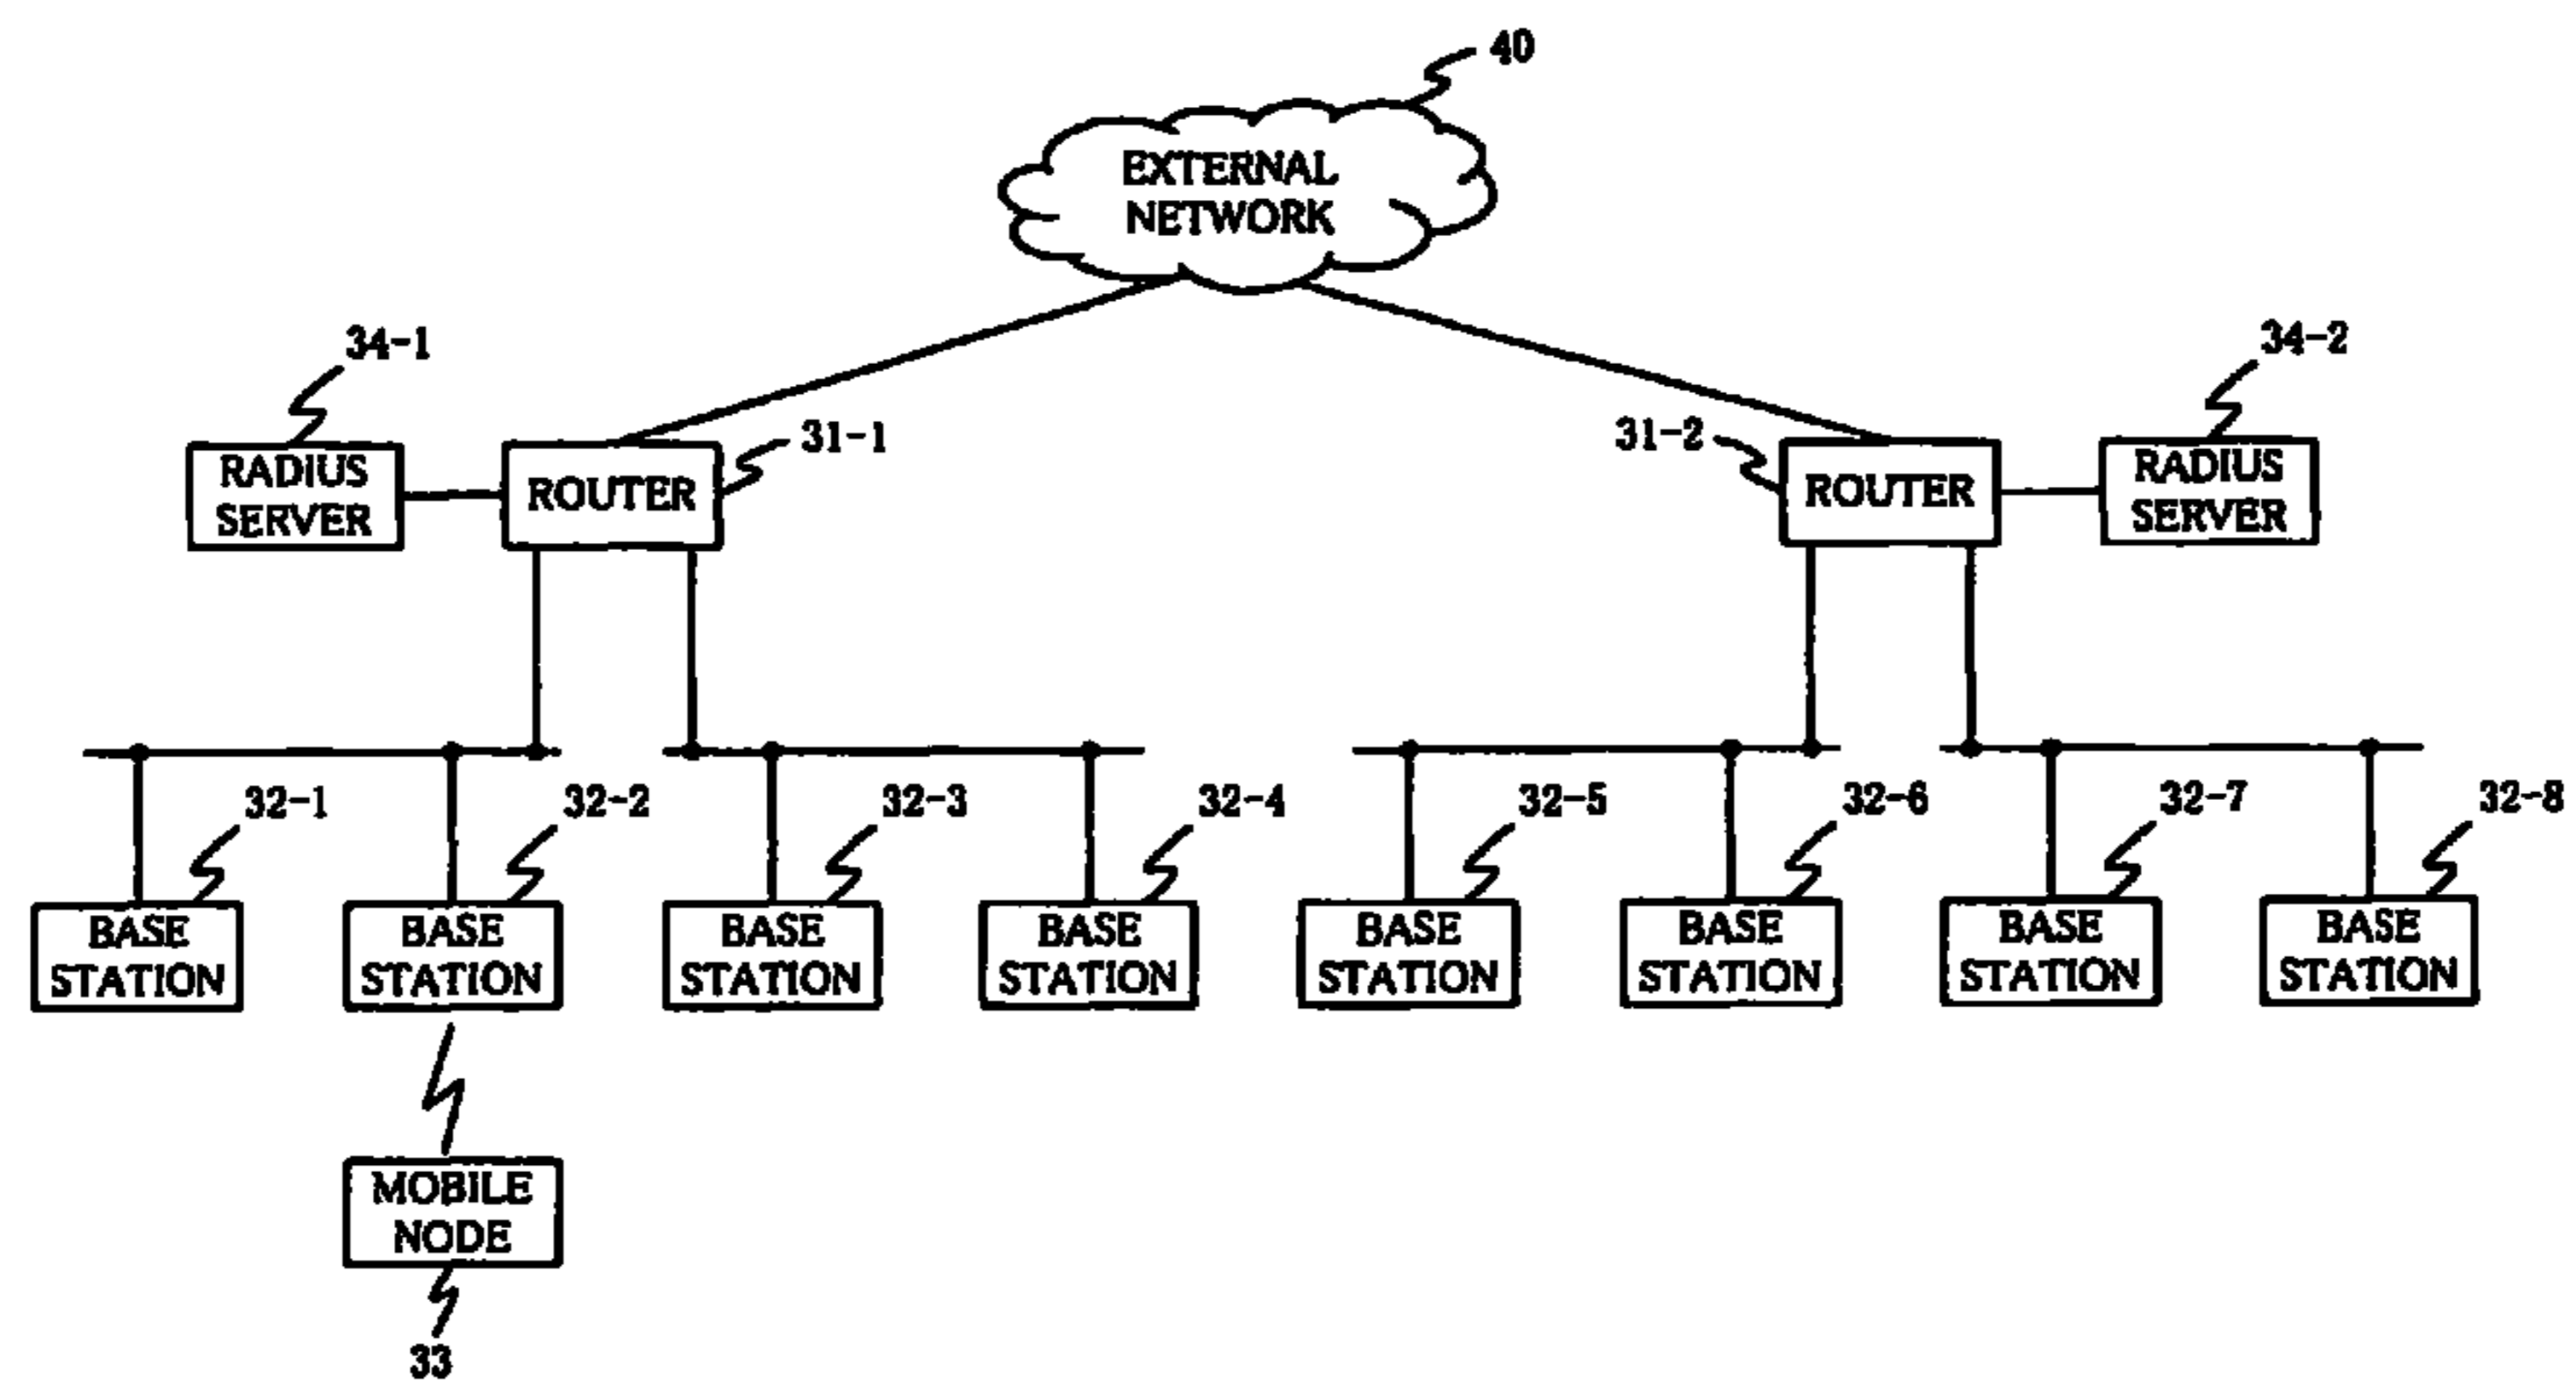 40
EXTERNAL
NETWORK
34-1
34-2
31-1
31-2
RADIUS
SERVER
ROUTER
ROUTER
RADIUS
SERVER
32-1
32-2
32-3
32-4
32-5
32-6
32-7
32-8
BASE
STATION
BASE
STATION
BASE
STATION
BASE
STATION
BASE
STATION
BASE
STATION
BASE
STATION
BASE
STATION
MOBILE
NODE
33